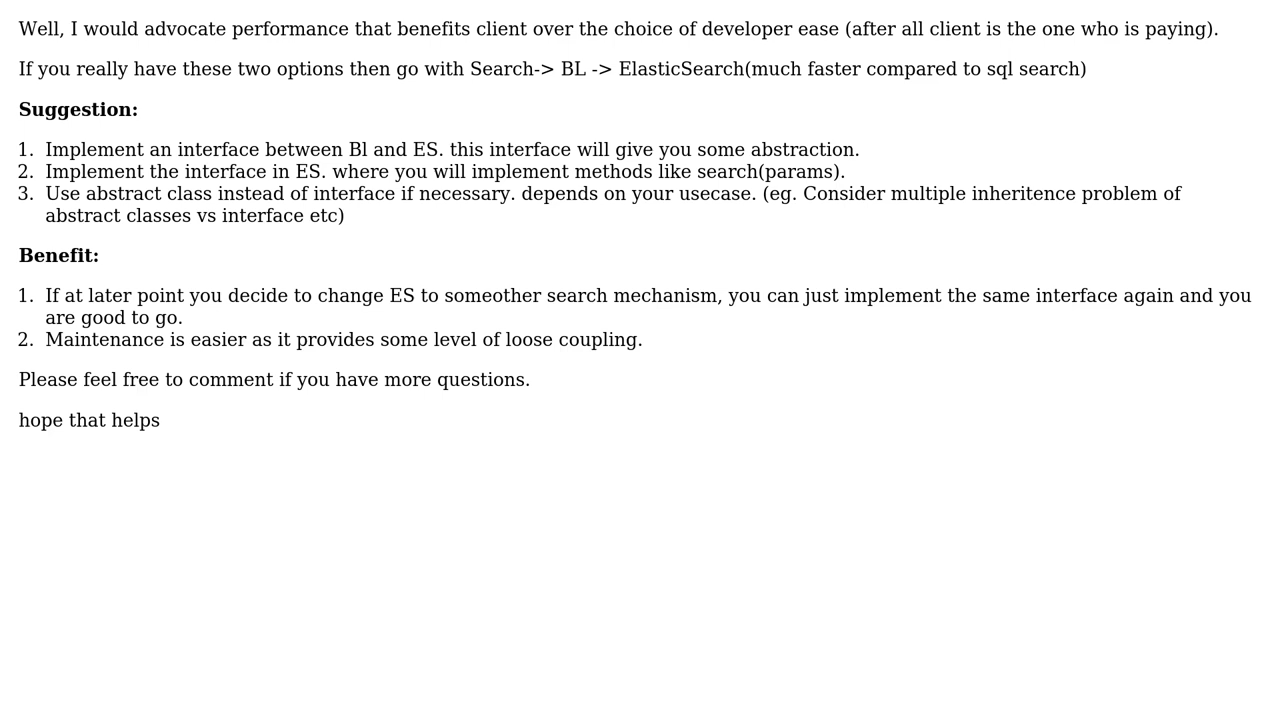 Well, I would advocate performance that benefits client over the choice of developer ease (after all client is the one who is paying).
If you really have these two options then go with Search-> BL -> ElasticSearch(much faster compared to sql search)
Suggestion:
1. Implement an interface between Bl and ES. this interface will give you some abstraction.
2. Implement the interface in ES. where you will implement methods like search(params).
3. Use abstract class instead of interface if necessary. depends on your usecase. (eg. Consider multiple inheritence problem of
abstract classes vs interface etc)
Benefit:
1. If at later point you decide to change ES to someother search mechanism, you can just implement the same interface again and you
are good to go.
2. Maintenance is easier as it provides some level of loose coupling.
Please feel free to comment if you have more questions.
hope that helps